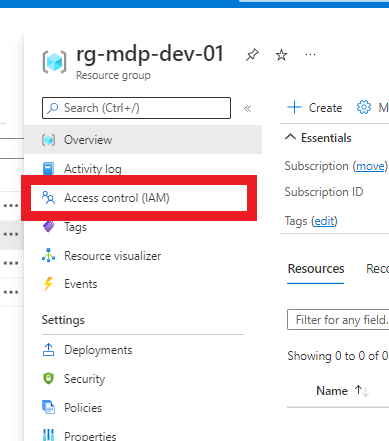 rg-mdp-dev-01
Resource group
Search (Ctrl+/)
Overview
Activity log
Access control (IAM)
Tags
Resource visualizer
Events
Settings
Deployments
Security
Policies
Properties
Create
Essentials
Subscription (move)
Subscription ID
Tags (edit)
Resources
Filter for any field.
Showing 0 to 0 of 0
Name